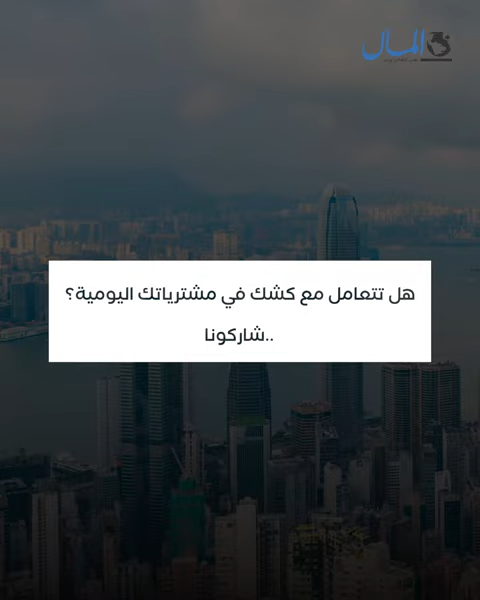 المال
هل تتعامل مع كشك في مشترياتك اليومية؟
..شاركونا